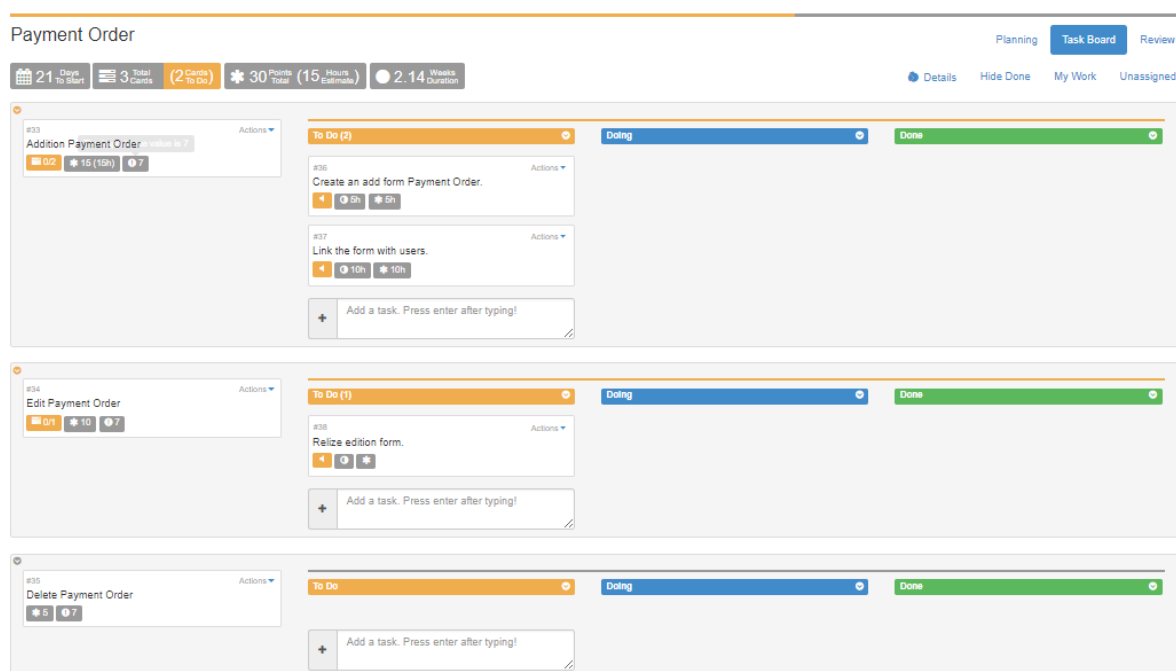 Payment Order
Planning
Task Board
Review
21 Days To Start
3 Total Cards
(2 Cards To Do)
30 Points Total (15 Hours Estimate)
2.14 Weeks Duration
Details
Hide Done
My Work
Unassigned
#33
Actions
Addition Payment Order
value is 7
0/2
15 (15h)
7
To Do (2)
Doing
Done
#36
Actions
Create an add form Payment Order.
5h
5h
#37
Actions
Link the form with users.
10h
10h
+
Add a task. Press enter after typing!
#34
Actions
Edit Payment Order
0/1
10
7
To Do (1)
Doing
Done
#38
Actions
Relize edition form.
+
Add a task. Press enter after typing!
#35
Actions
Delete Payment Order
5
7
To Do
Doing
Done
+
Add a task. Press enter after typing!